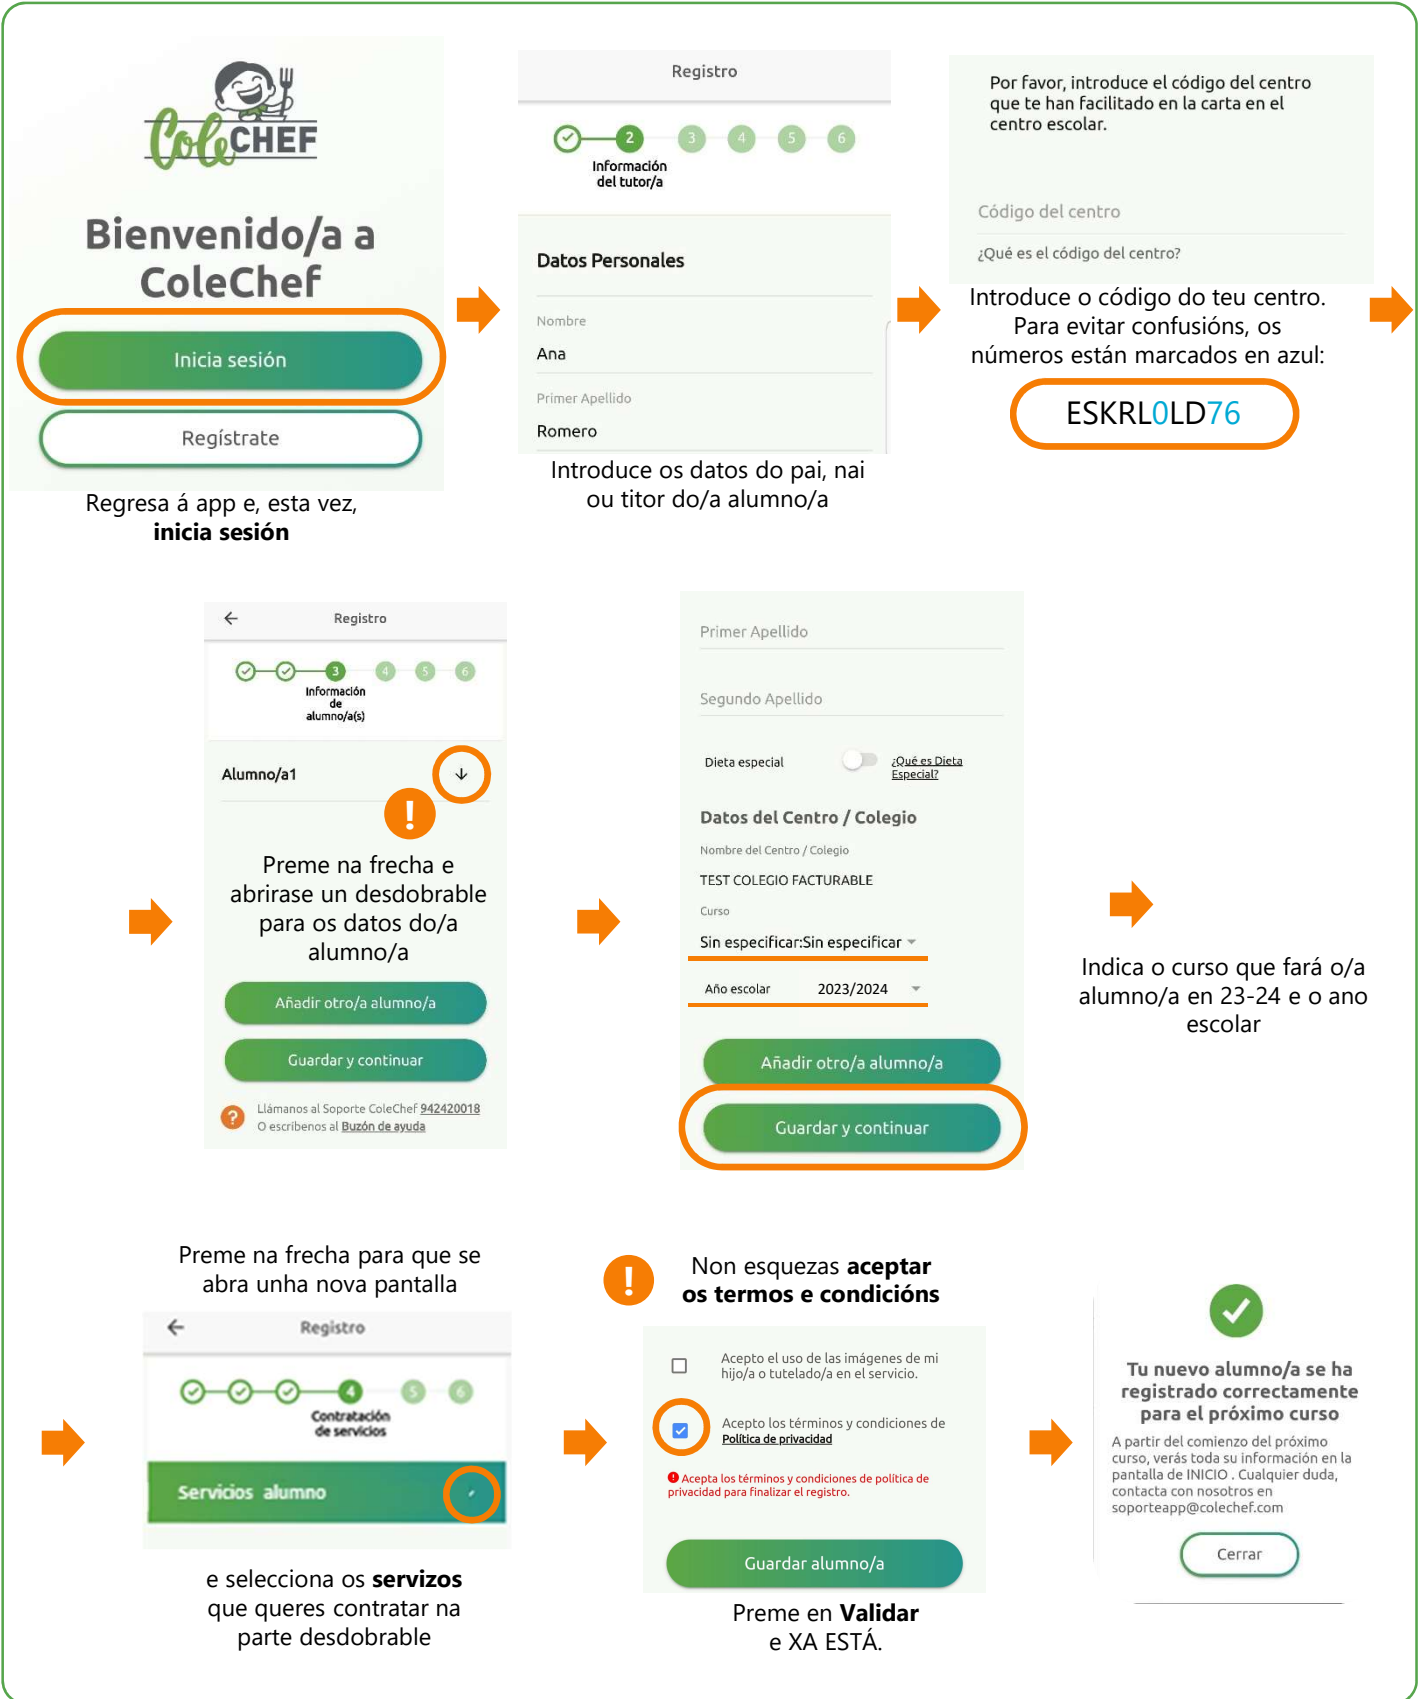 ColeCHEF
Bienvenido/a a
ColeChef
Inicia sesión
Regístrate
Regresa á app e, esta vez,
inicia sesión
Registro
2 3 4 5 6
Información
del tutor/a
Datos Personales
Nombre
Ana
Primer Apellido
Romero
Introduce os datos do pai, nai
ou titor do/a alumno/a
Por favor, introduce el código del centro
que te han facilitado en la carta en el
centro escolar.
Código del centro
¿Qué es el código del centro?
Introduce o código do teu centro.
Para evitar confusións, os
números están marcados en azul:
ESKRL0LD76
Registro
3 4 5 6
Información
de
alumno/a(s)
Alumno/a1
!
Preme na frecha e
abrirase un desdobrable
para os datos do/a
alumno/a
Añadir otro/a alumno/a
Guardar y continuar
?
Llámanos al Soporte ColeChef 942420018
O escríbenos al Buzón de ayuda
Primer Apellido
Segundo Apellido
Dieta especial
¿Qué es Dieta
Especial?
Datos del Centro / Colegio
Nombre del Centro / Colegio
TEST COLEGIO FACTURABLE
Curso
Sin especificar:Sin especificar
Año escolar 2023/2024
Añadir otro/a alumno/a
Guardar y continuar
Indica o curso que fará o/a
alumno/a en 23-24 e o ano
escolar
Preme na frecha para que se
abra unha nova pantalla
Registro
4 5 6
Contratación
de servicios
Servicios alumno
e selecciona os servizos
que queres contratar na
parte desdobrable
!
Non esquezas aceptar
os termos e condicións
Acepto el uso de las imágenes de mi
hijo/a o tutelado/a en el servicio.
Acepto los términos y condiciones de
Política de privacidad
Acepta los términos y condiciones de política de
privacidad para finalizar el registro.
Guardar alumno/a
Preme en Validar
e XA ESTÁ.
Tu nuevo alumno/a se ha
registrado correctamente
para el próximo curso
A partir del comienzo del próximo
curso, verás toda su información en la
pantalla de INICIO . Cualquier duda,
contacta con nosotros en
soporteapp@colechef.com
Cerrar